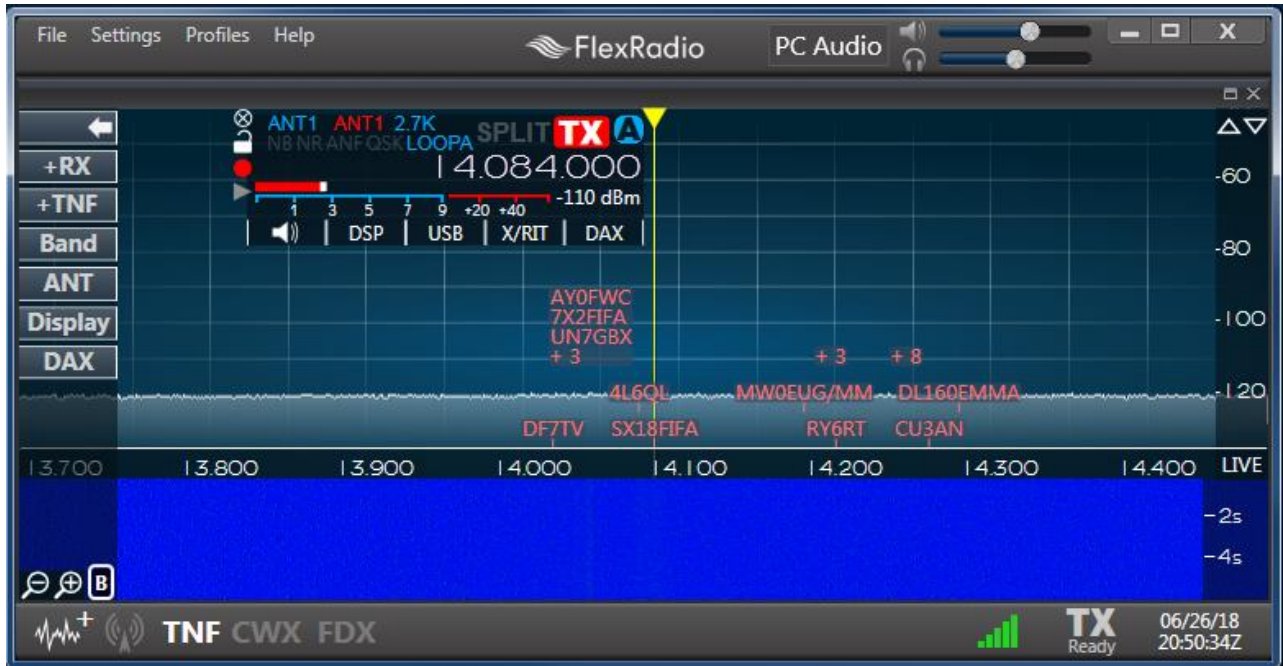 File Settings Profiles Help
FlexRadio
PC Audio
X
ANT1 ANT1 2.7K
NB NR ANF QSK LOOPA
SPLIT TX A
14.084.000
-110 dBm
1 3 5 7 9 +20 +40
DSP USB X/RIT DAX
+RX
+TNF
Band
ANT
Display
DAX
-60
-80
-100
-120
AY0FWC
7X2FIFA
UN7GBX
+ 3
+ 3
+ 8
4L6QL
MW0EUG/MM
DL160EMMA
DF7TV
SX18FIFA
RY6RT
CU3AN
13.700 13.800 13.900 14.000 14.100 14.200 14.300 14.400 LIVE
-2s
-4s
B
TNF CWX FDX
TX
Ready
06/26/18
20:50:34Z